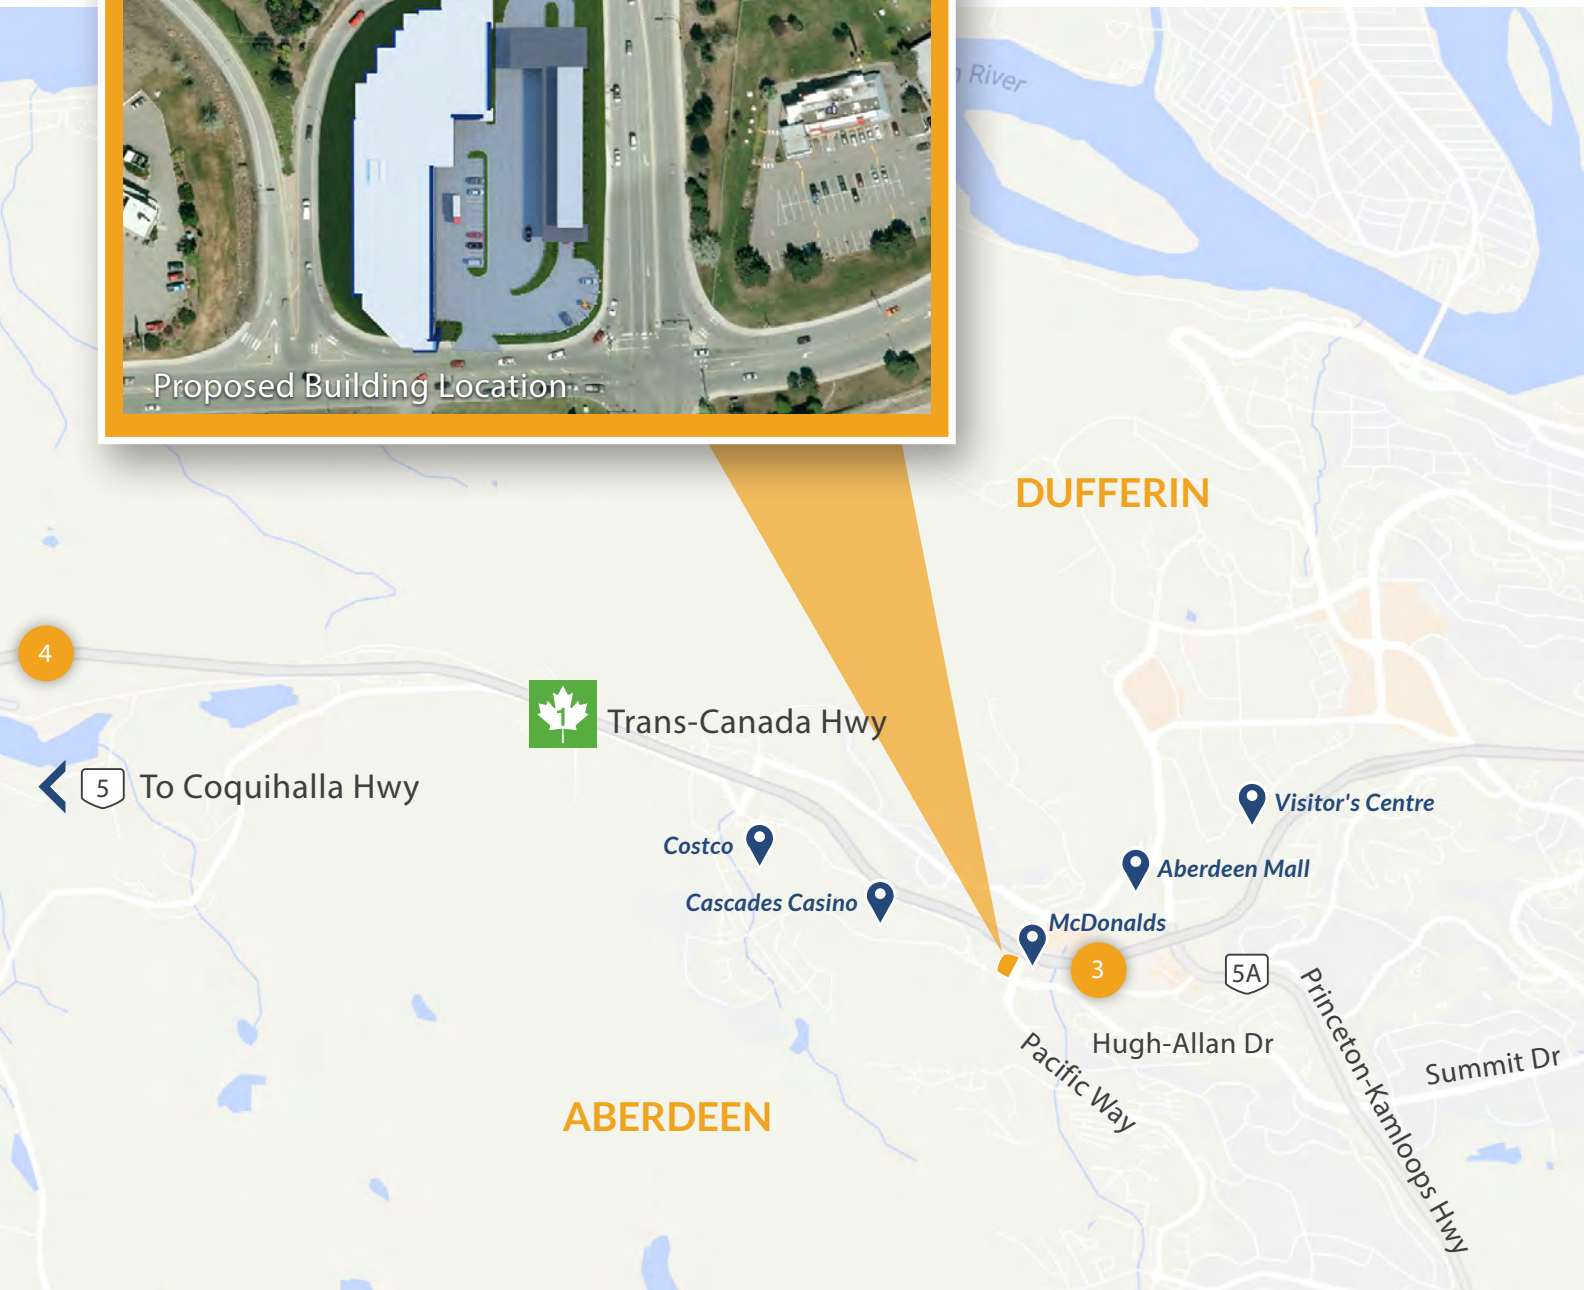 River
Proposed Building Location
DUFFERIN
4
1
Trans-Canada Hwy
5
To Coquihalla Hwy
Visitor's Centre
Costco
Aberdeen Mall
Cascades Casino
McDonalds
3
5A
Princeton-Kamloops Hwy
Hugh-Allan Dr
Pacific Way
Summit Dr
ABERDEEN